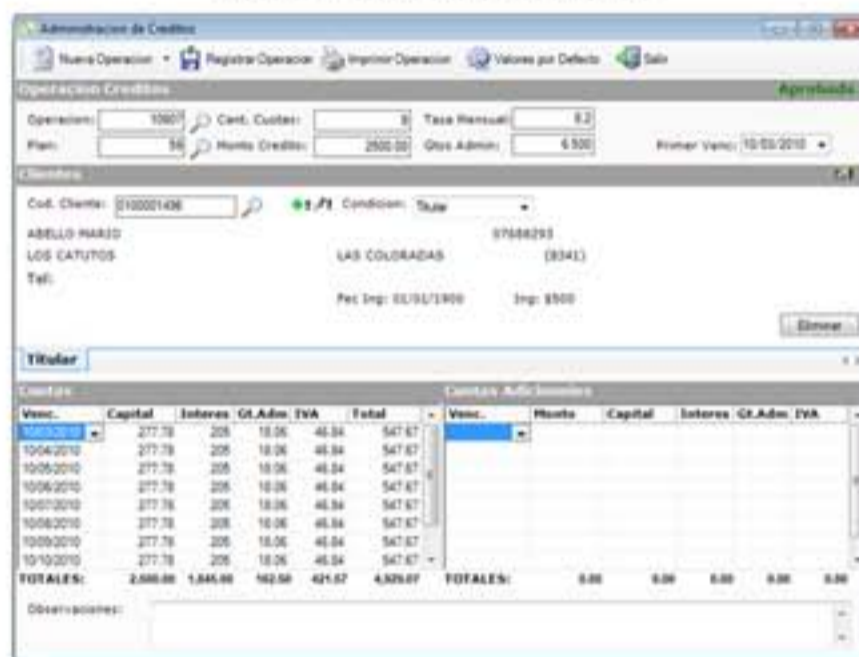 Administracion de Creditos
Nueva Operacion Registrar Operacion Imprimir Operacion Valores por Defecto Salir
Operacion Creditos Aprobada
Operacion: 10607 Cant. Cuotas: 9 Tasa Mensual: 8.2
Plan: 56 Monto Credito: 2500.00 Gtos Admin: 6.500 Primer Venc: 10/03/2010
Clientes
Cod. Cliente: 0100001436 1/1 Condicion: Titular
ABELLO MARIO 07688293
LOS CATUTOS LAS COLORADAS (8341)
Tel:
Fec Ing: 01/01/1900 Ing: $500
Eliminar
Titular
Cuotas Cuotas Adicionales
Venc. Capital Interes Gt.Adm IVA Total Venc. Monto Capital Interes Gt.Adm IVA
10/03/2010 277.78 205 18.06 46.84 547.67
10/04/2010 277.78 205 18.06 46.84 547.67
10/05/2010 277.78 205 18.06 46.84 547.67
10/06/2010 277.78 205 18.06 46.84 547.67
10/07/2010 277.78 205 18.06 46.84 547.67
10/08/2010 277.78 205 18.06 46.84 547.67
10/09/2010 277.78 205 18.06 46.84 547.67
10/10/2010 277.78 205 18.06 46.84 547.67
TOTALES: 2,500.00 1,845.00 162.50 421.57 4,929.07 TOTALES: 0.00 0.00 0.00 0.00 0.00
Observaciones: